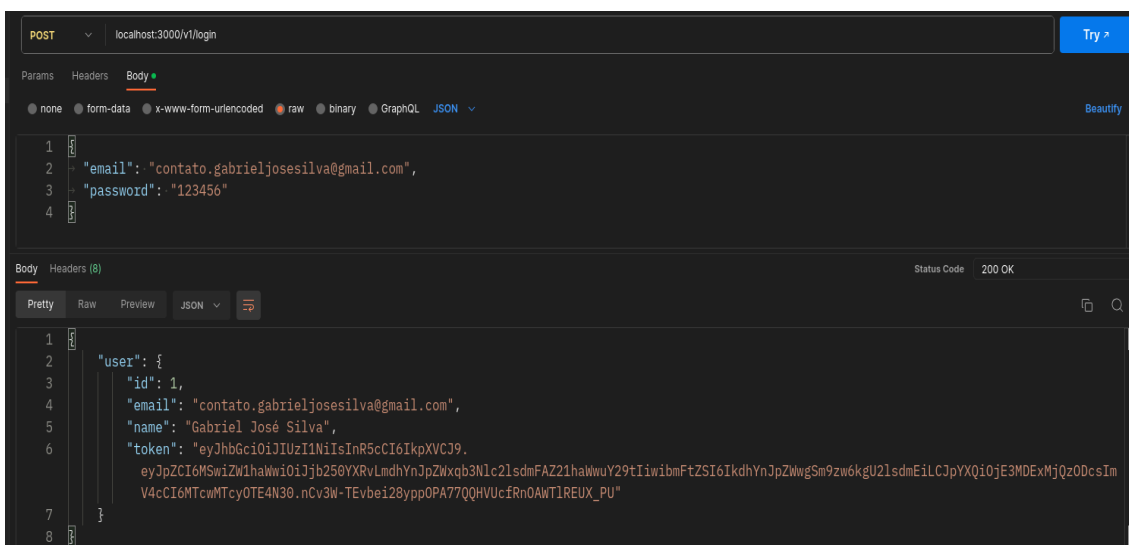 POST localhost:3000/v1/login Try
Params Headers Body
none form-data x-www-form-urlencoded raw binary GraphQL JSON Beautify
1 {
2 "email": "contato.gabrieljosesilva@gmail.com",
3 "password": "123456"
4 }
Body Headers (8) Status Code 200 OK
Pretty Raw Preview JSON
1 {
2 "user": {
3 "id": 1,
4 "email": "contato.gabrieljosesilva@gmail.com",
5 "name": "Gabriel José Silva",
6 "token": "eyJhbGciOiJIUzI1NiIsInR5cCI6IkpXVCJ9.
eyJpZCI6MSwiZW1haWwiOiJjb250YXRvLmdhYnJpZWxqb3Nlc2lsdmFAZ21haWwuY29tIiwibmFtZSI6IkdhYnJpZWwgSm9zw6kgU2lsdmEiLCJpYXQiOjE3MDExMjQzODcsIm
V4cCI6MTcwMTcyOTE4N30.nCv3W-TEvbei28yppOPA77QQHVUcfRnOAWTlREUX_PU"
7 }
8 }